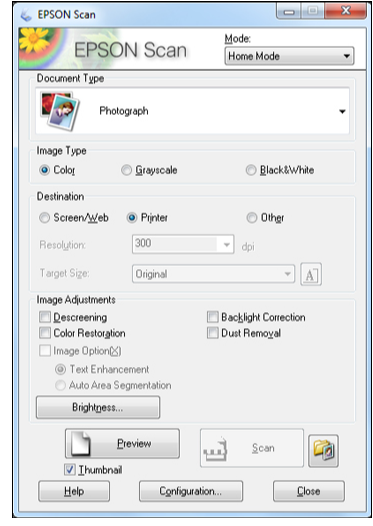 EPSON Scan
EPSON Scan
Mode:
Home Mode
Document Type
Photograph
Image Type
Color Grayscale Black&White
Destination
Screen/Web Printer Other
Resolution: 300 dpi
Target Size: Original A
Image Adjustments
Descreening Backlight Correction
Color Restoration Dust Removal
Image Option(X)
Text Enhancement
Auto Area Segmentation
Brightness...
Preview Scan
Thumbnail
Help Configuration... Close